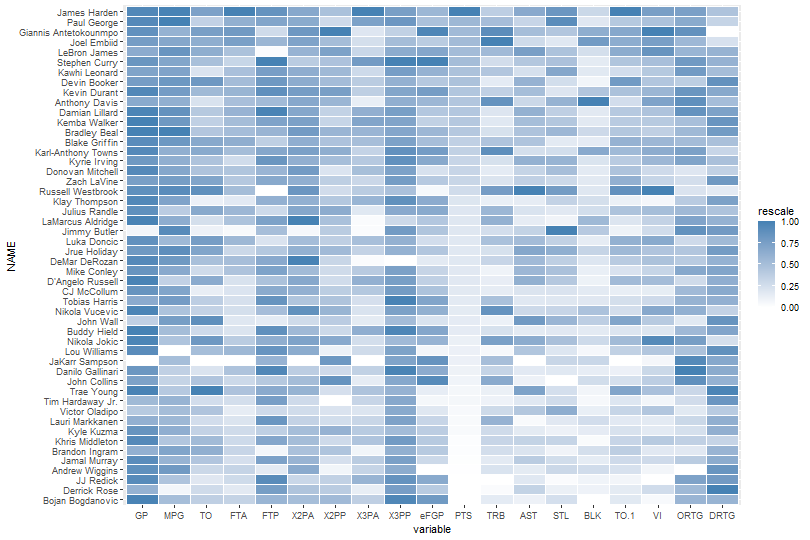 James Harden
Paul George
Giannis Antetokounnmpo
Joel Embiid
LeBron James
Stephen Curry
Kawhi Leonard
Devin Booker
Kevin Durant
Anthony Davis
Damian Lillard
Kemba Walker
Bradley Beal
Blake Griffin
Karl-Anthony Towns
Kyrie Irving
Donovan Mitchell
Zach LaVine
Russell Westbrook
Klay Thompson
Julius Randle
LaMarcus Aldridge
Jimmy Butler
Luka Doncic
Jrue Holiday
DeMar DeRozan
Mike Conley
D'Angelo Russell
CJ McCollum
Tobias Harris
Nikola Vucevic
John Wall
Buddy Hield
Nikola Jokic
Lou Williams
JaKarr Sampson
Danilo Gallinari
John Collins
Trae Young
Tim Hardaway Jr.
Victor Oladipo
Lauri Markkanen
Kyle Kuzma
Khris Middleton
Brandon Ingram
Jamal Murray
Andrew Wiggins
JJ Redick
Derrick Rose
Bojan Bogdanovic
NAME
GP MPG TO FTA FTP X2PA X2PP X3PA X3PP eFGP PTS TRB AST STL BLK TO.1 VI ORTG DRTG
variable
rescale
1.00
0.75
0.50
0.25
0.00